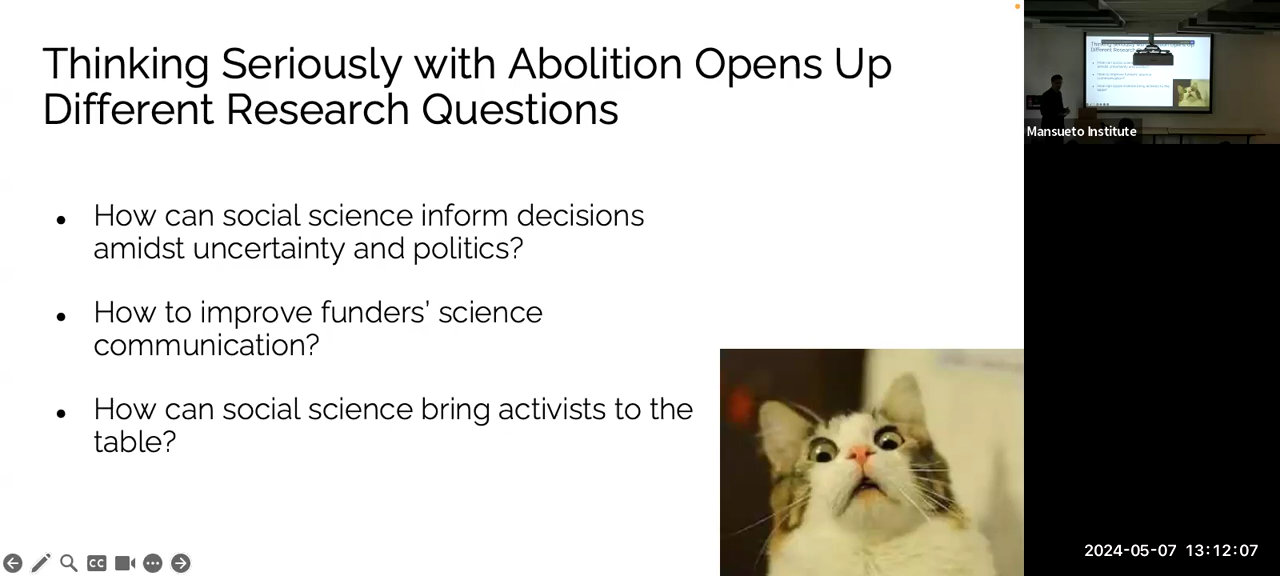 Thinking Seriously with Abolition Opens Up
Different Research Questions
• How can social science inform decisions
amidst uncertainty and politics?
• How to improve funders’ science
communication?
• How can social science bring activists to the
table?
CC
Mansueto Institute
2024-05-07 13:12:07